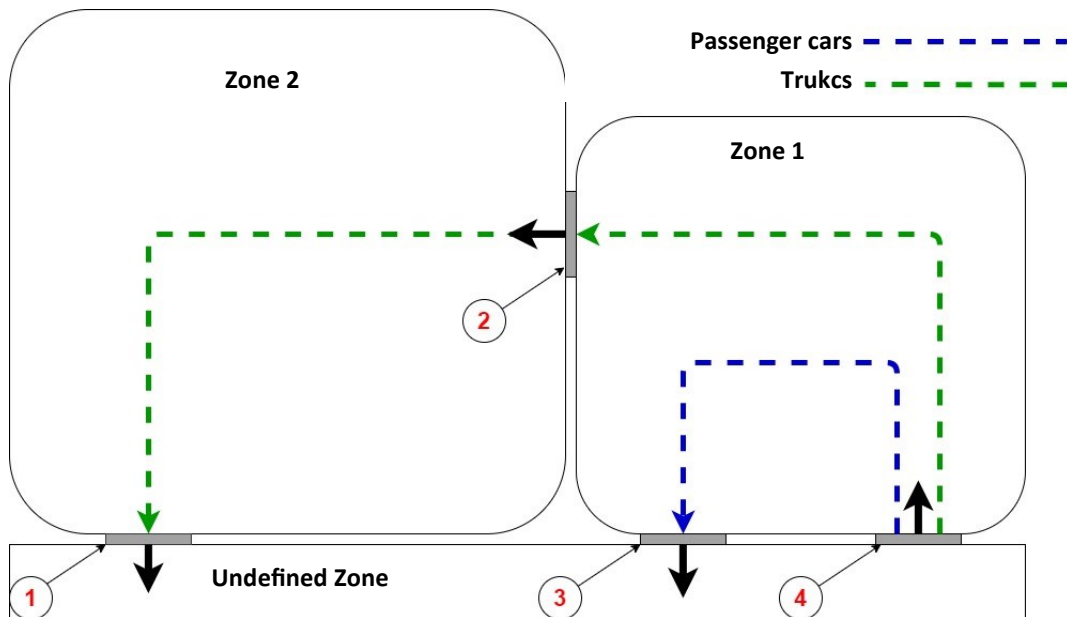 Passenger cars
Trukcs
Zone 2
Zone 1
2
1
Undefined Zone
3
4